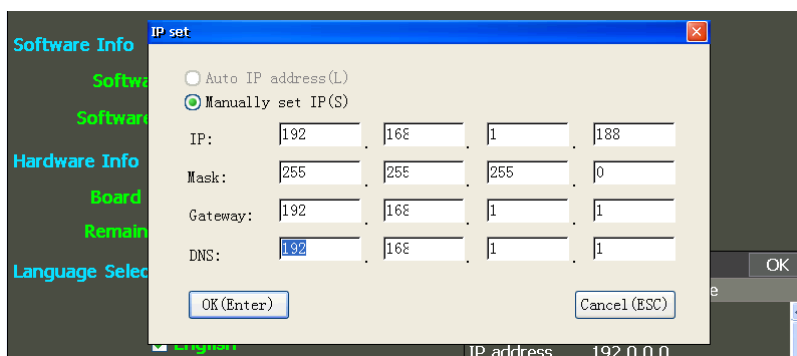 IP set
Software Info
Auto IP address(L)
Manually set IP(S)
IP: 192 . 168 . 1 . 188
Mask: 255 . 255 . 255 . 0
Gateway: 192 . 168 . 1 . 1
DNS: 192 . 168 . 1 . 1
OK(Enter) Cancel(ESC)
Hardware Info
Board
Language Selec
English
OK
IP address 192.0.0.0